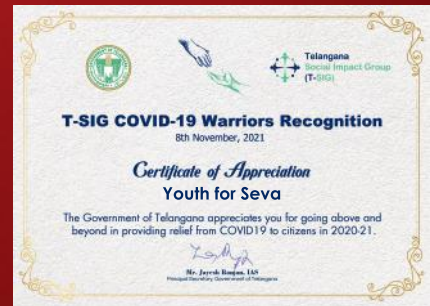 Telangana
Social Impact Group
(T-SIG)
T-SIG COVID-19 Warriors Recognition
8th November, 2021
Certificate of Appreciation
Youth for Seva
The Government of Telangana appreciates you for going above and
beyond in providing relief from COVID19 to citizens in 2020-21.
Mr. Jayesh Ranjan, IAS
Principal Secretary Government of Telangana